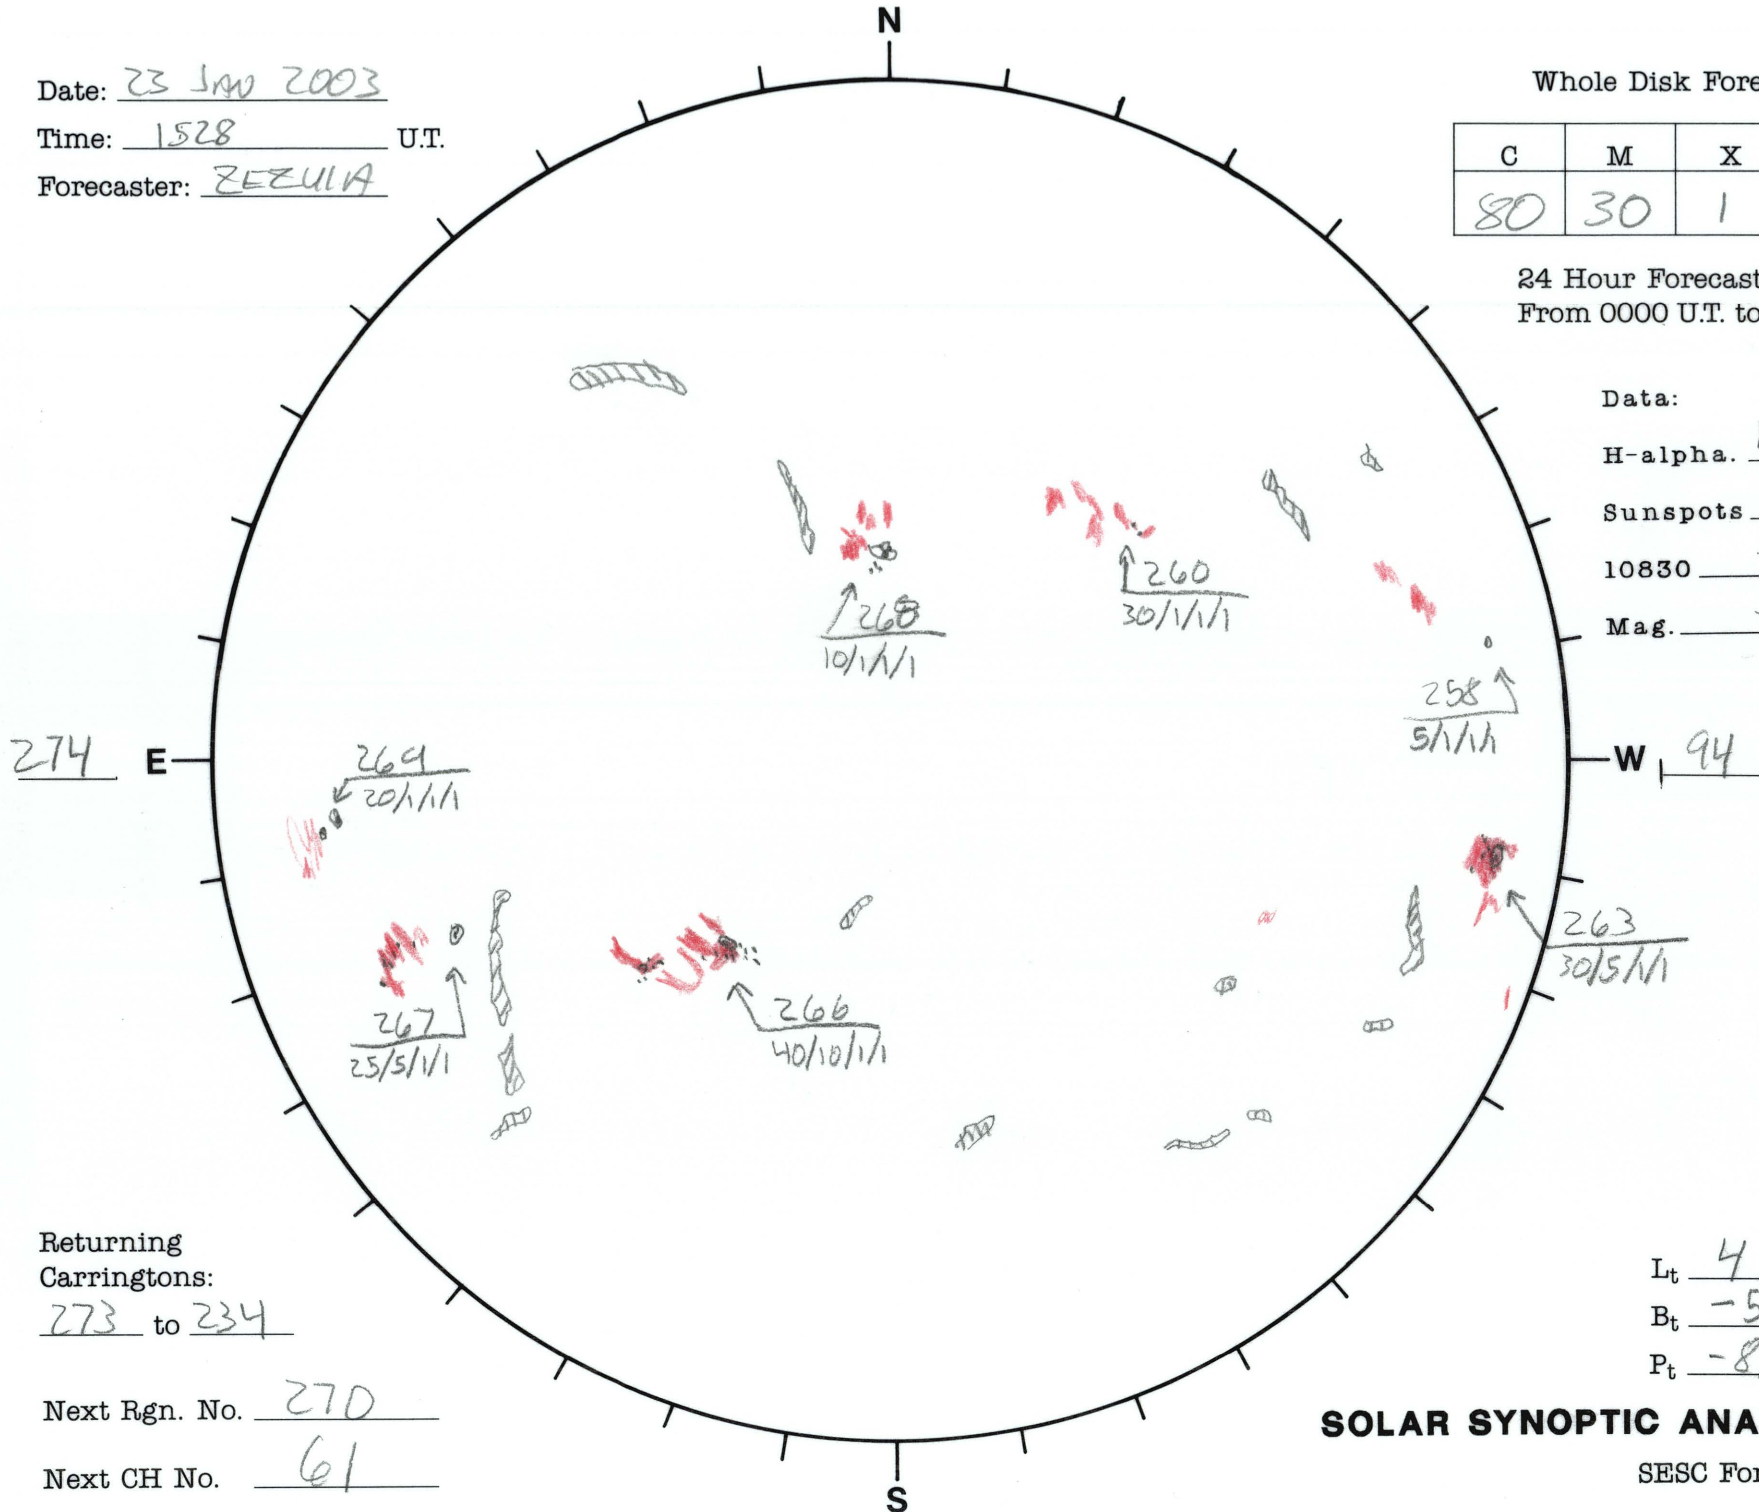 N
Date: 23 JAN 2003
Time: 1528 U.T.
Forecaster: ZEZULIA
Whole Disk Fore
C M X
80 30 1
24 Hour Forecast
From 0000 U.T. to
Data:
H-alpha.
Sunspots
10830
Mag.
260
30/1/1/1
268
10/1/1/1
258
5/1/1/1
274 E
W 94
269
20/1/1/1
263
30/5/1/1
267
25/5/1/1
266
40/10/1/1
Returning
Carringtons:
273 to 234
Lt 4
Bt -5
Pt -8
Next Rgn. No. 270
Next CH No. 61
SOLAR SYNOPTIC ANA
SESC For
S